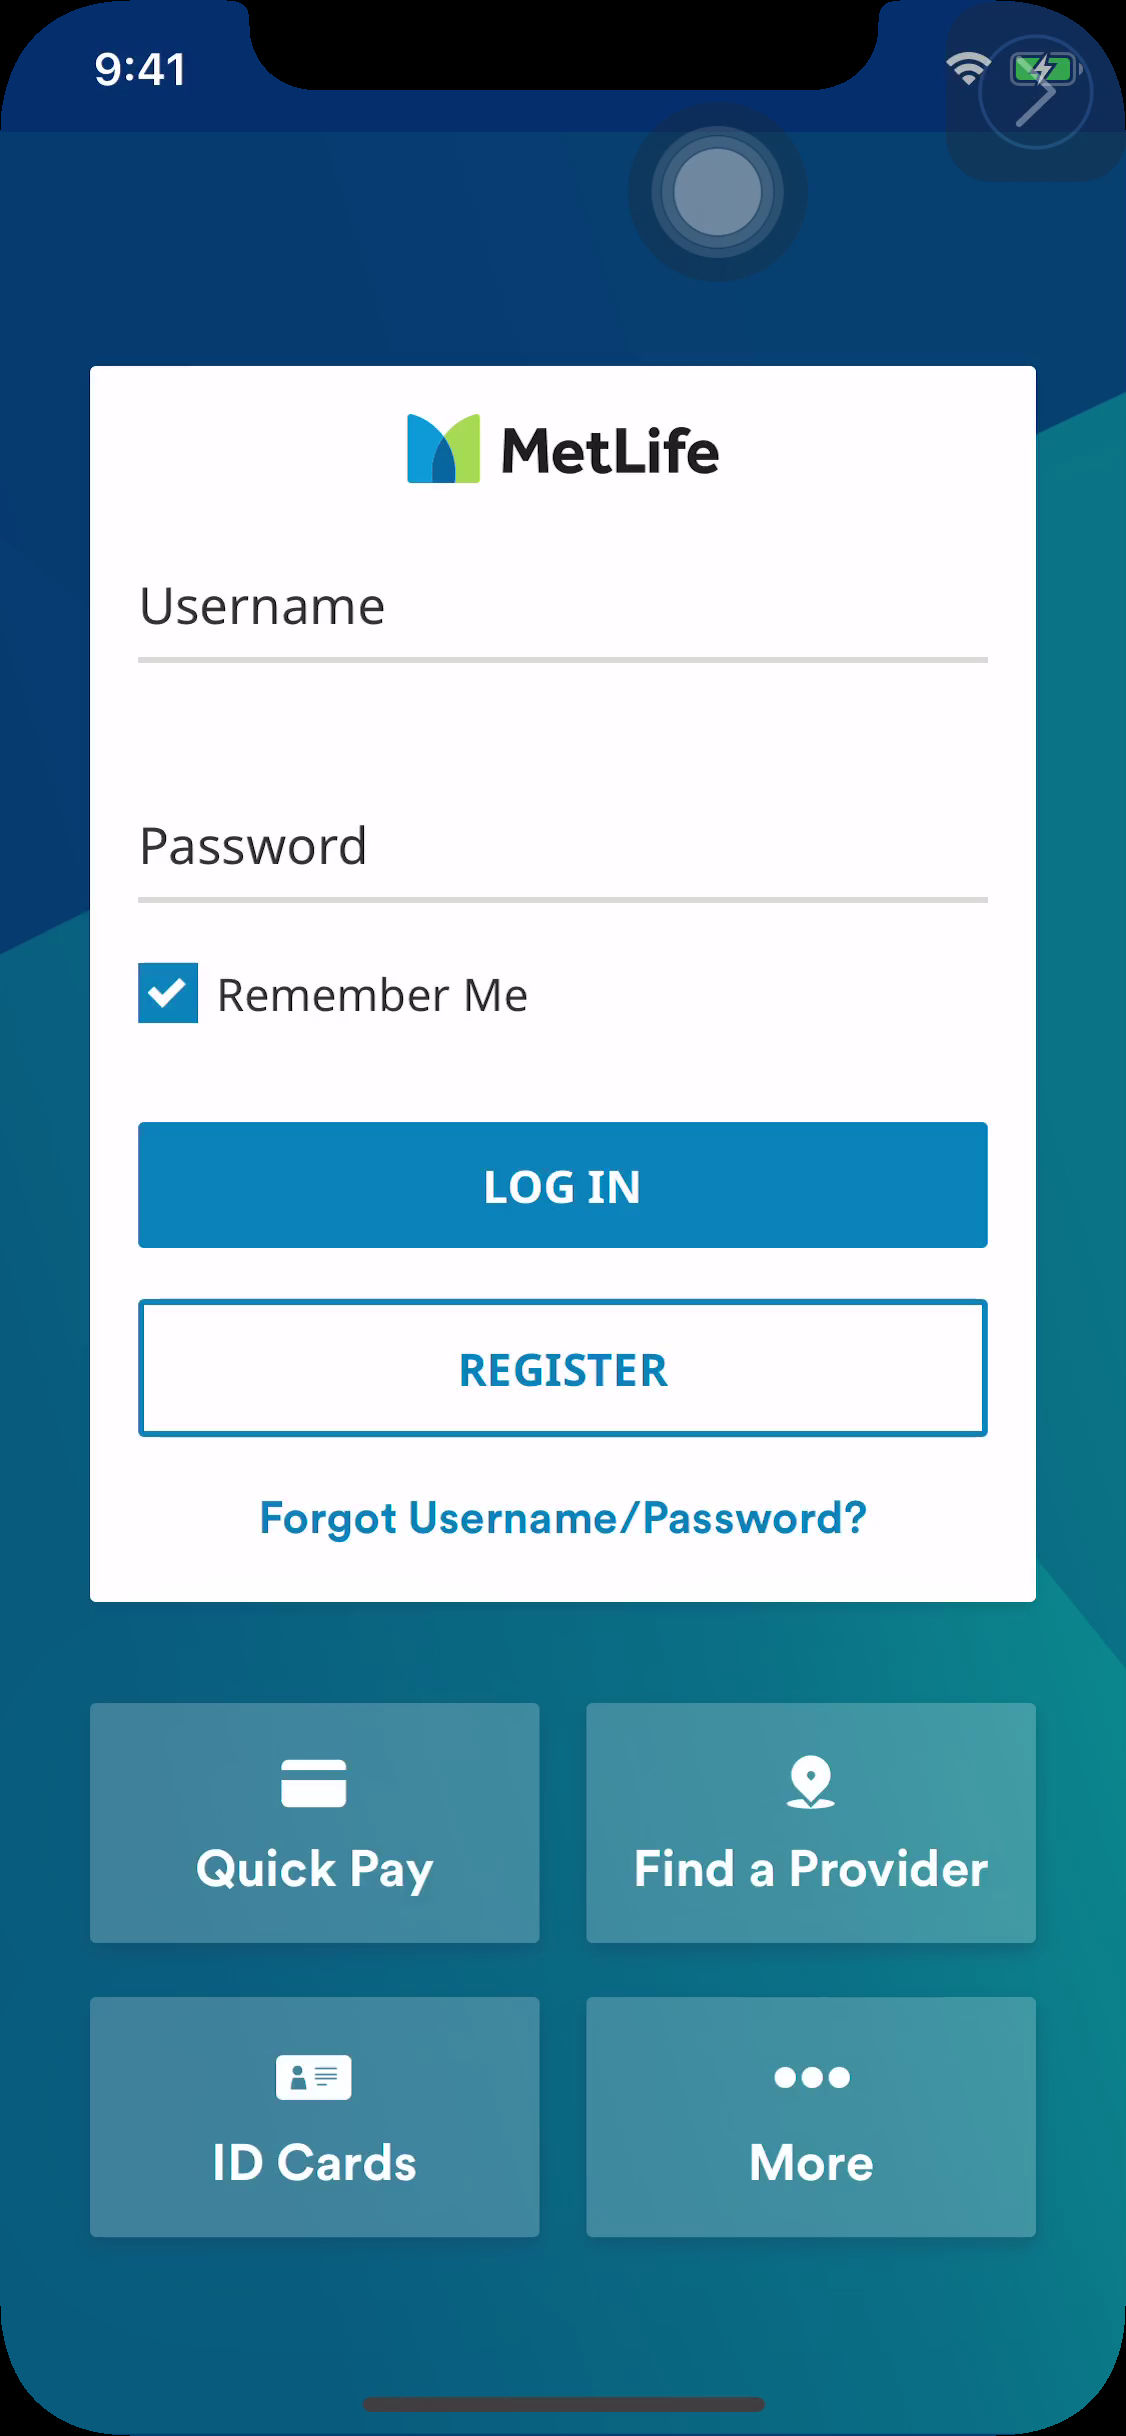 9:41
MetLife
Username
Password
Remember Me
LOG IN
REGISTER
Forgot Username/Password?
Quick Pay
Find a Provider
ID Cards
More